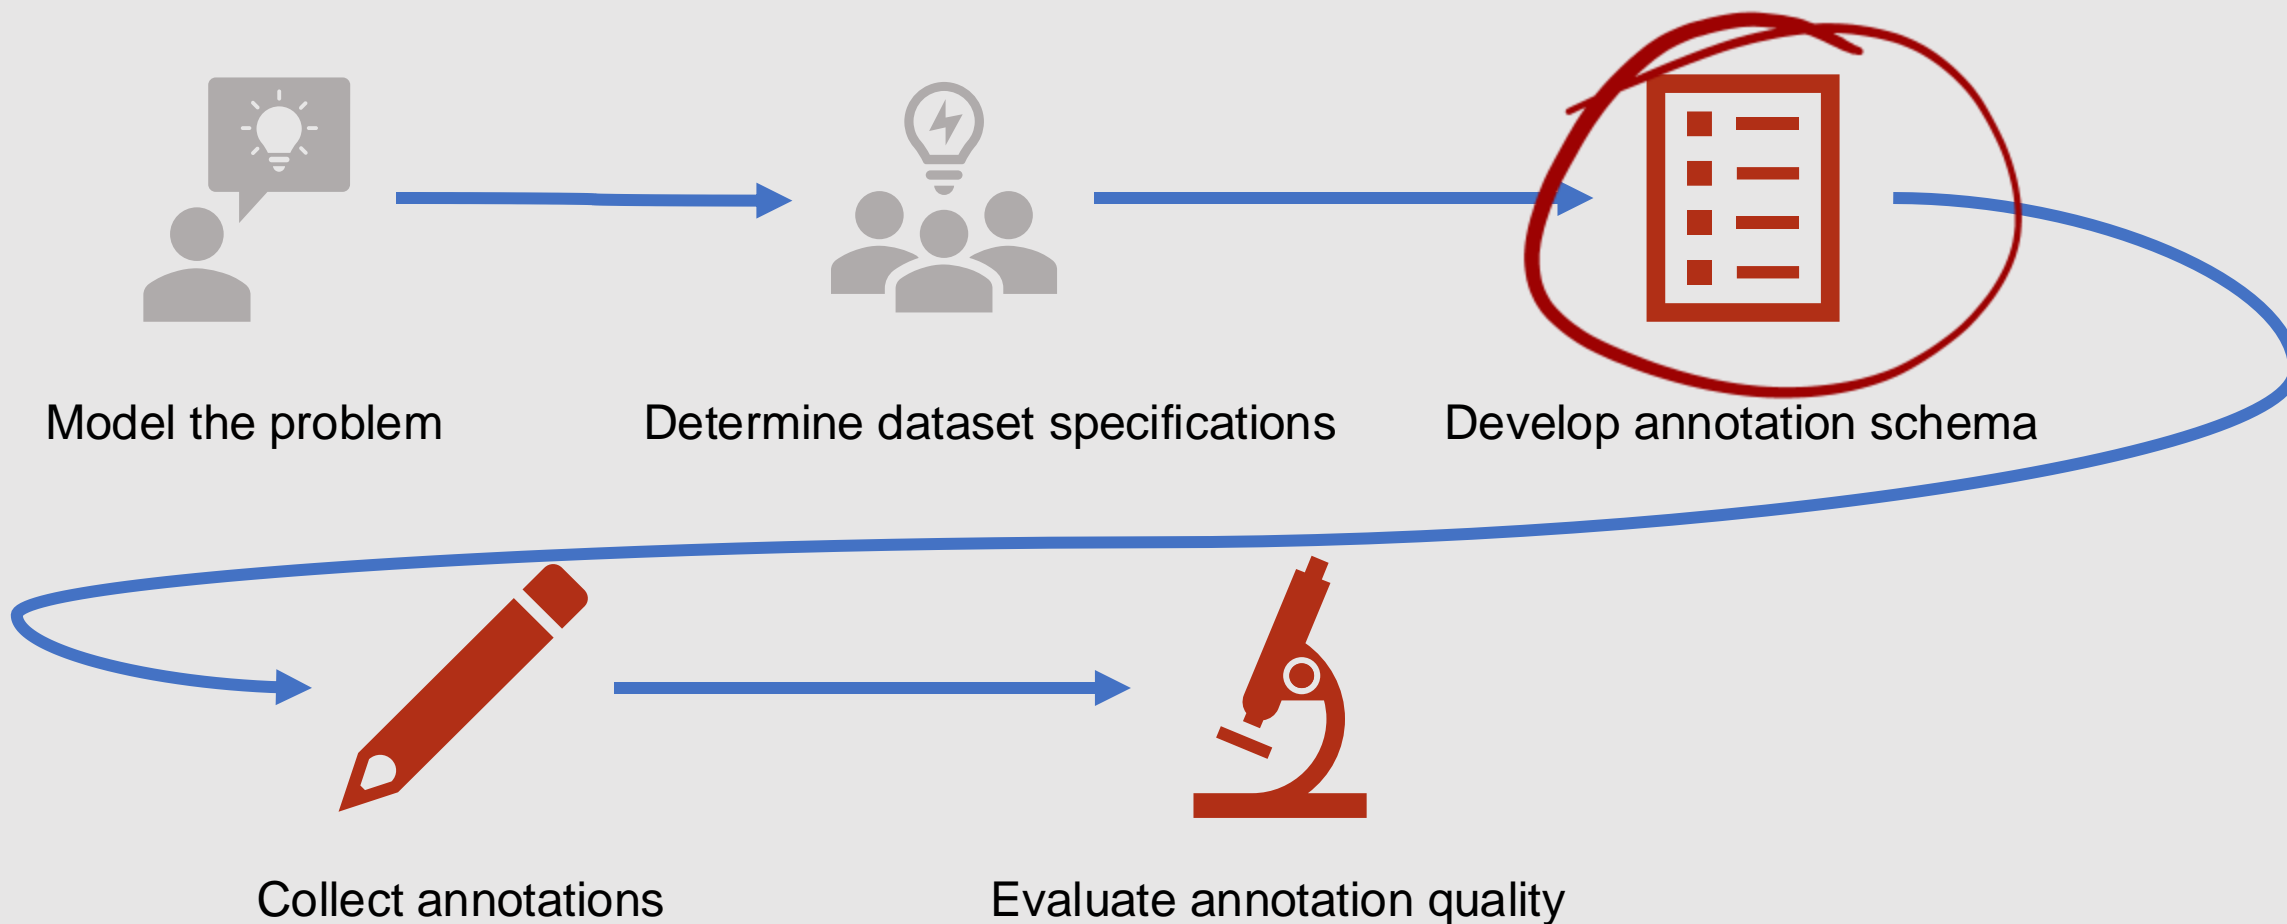 Model the problem
Determine dataset specifications
Develop annotation schema
Collect annotations
Evaluate annotation quality